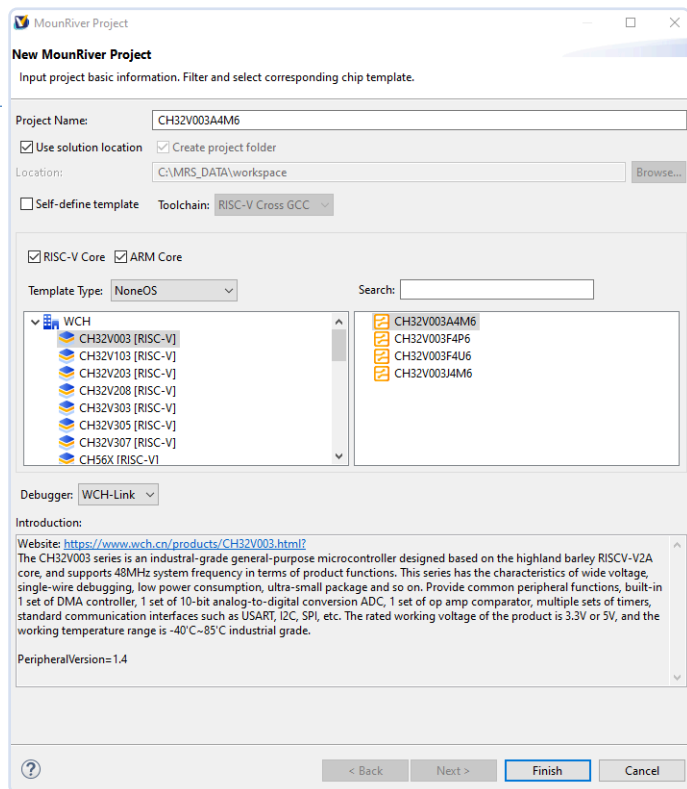 MounRiver Project
New MounRiver Project
Input project basic information. Filter and select corresponding chip template.
Project Name: CH32V003A4M6
Use solution location Create project folder
Location: C:\MRS_DATA\workspace Browse...
Self-define template Toolchain: RISC-V Cross GCC
RISC-V Core ARM Core
Template Type: NoneOS Search:
WCH
CH32V003 [RISC-V]
CH32V103 [RISC-V]
CH32V203 [RISC-V]
CH32V208 [RISC-V]
CH32V303 [RISC-V]
CH32V305 [RISC-V]
CH32V307 [RISC-V]
CH56X [RISC-V]
CH32V003A4M6
CH32V003F4P6
CH32V003F4U6
CH32V003J4M6
Debugger: WCH-Link
Introduction:
Website: https://www.wch.cn/products/CH32V003.html?
The CH32V003 series is an industrial-grade general-purpose microcontroller designed based on the highland barley RISCV-V2A
core, and supports 48MHz system frequency in terms of product functions. This series has the characteristics of wide voltage,
single-wire debugging, low power consumption, ultra-small package and so on. Provide common peripheral functions, built-in
1 set of DMA controller, 1 set of 10-bit analog-to-digital conversion ADC, 1 set of op amp comparator, multiple sets of timers,
standard communication interfaces such as USART, I2C, SPI, etc. The rated working voltage of the product is 3.3V or 5V, and the
working temperature range is -40'C~85'C industrial grade.
PeripheralVersion=1.4
< Back Next > Finish Cancel